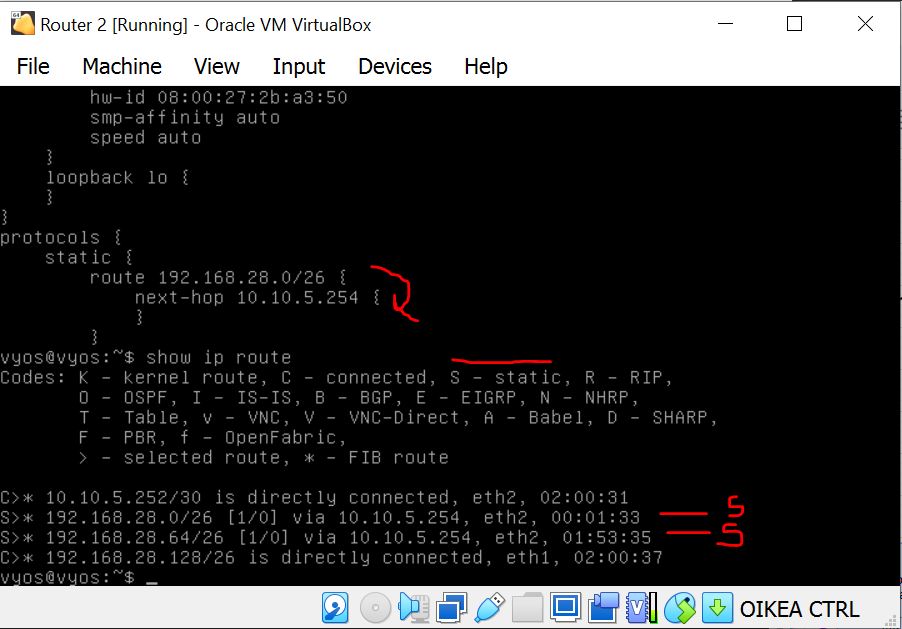 Router 2 [Running] - Oracle VM VirtualBox
File Machine View Input Devices Help
hw-id 08:00:27:2b:a3:50
smp-affinity auto
speed auto
}
loopback lo {
}
}
protocols {
static {
route 192.168.28.0/26 {
next-hop 10.10.5.254 {
}
}
vyos@vyos:~$ show ip route
Codes: K - kernel route, C - connected, S - static, R - RIP,
O - OSPF, I - IS-IS, B - BGP, E - EIGRP, N - NHRP,
T - Table, v - VNC, V - VNC-Direct, A - Babel, D - SHARP,
F - PBR, f - OpenFabric,
> - selected route, * - FIB route
C>* 10.10.5.252/30 is directly connected, eth2, 02:00:31
S>* 192.168.28.0/26 [1/0] via 10.10.5.254, eth2, 00:01:33 S
S>* 192.168.28.64/26 [1/0] via 10.10.5.254, eth2, 01:53:35 S
C>* 192.168.28.128/26 is directly connected, eth1, 02:00:37
vyos@vyos:~$ _
OIKEA CTRL